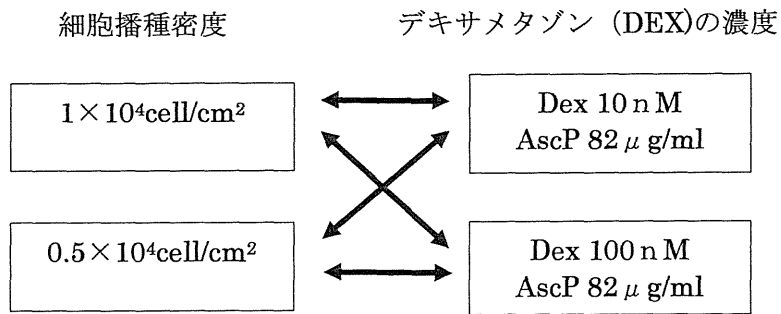 細胞播種密度
デキサメタゾン (DEX)の濃度
1×10⁴cell/cm²
Dex 10 n M
AscP 82 μ g/ml
0.5×10⁴cell/cm²
Dex 100 n M
AscP 82 μ g/ml